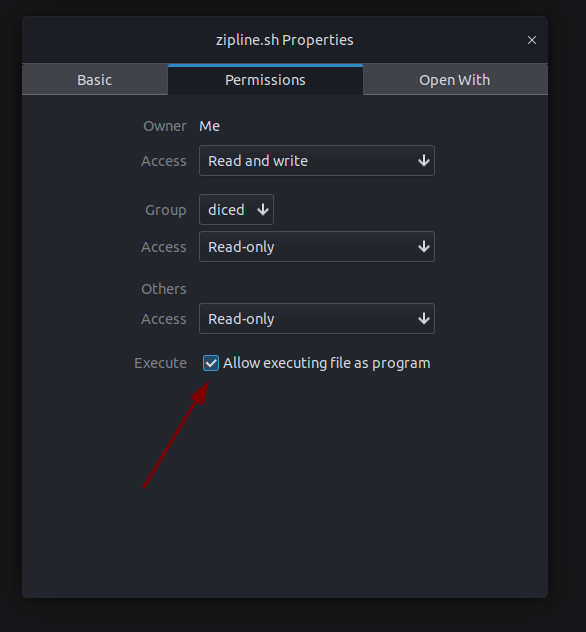 zipline.sh Properties
Basic Permissions Open With
Owner Me
Access Read and write
Group diced
Access Read-only
Others
Access Read-only
Execute Allow executing file as program